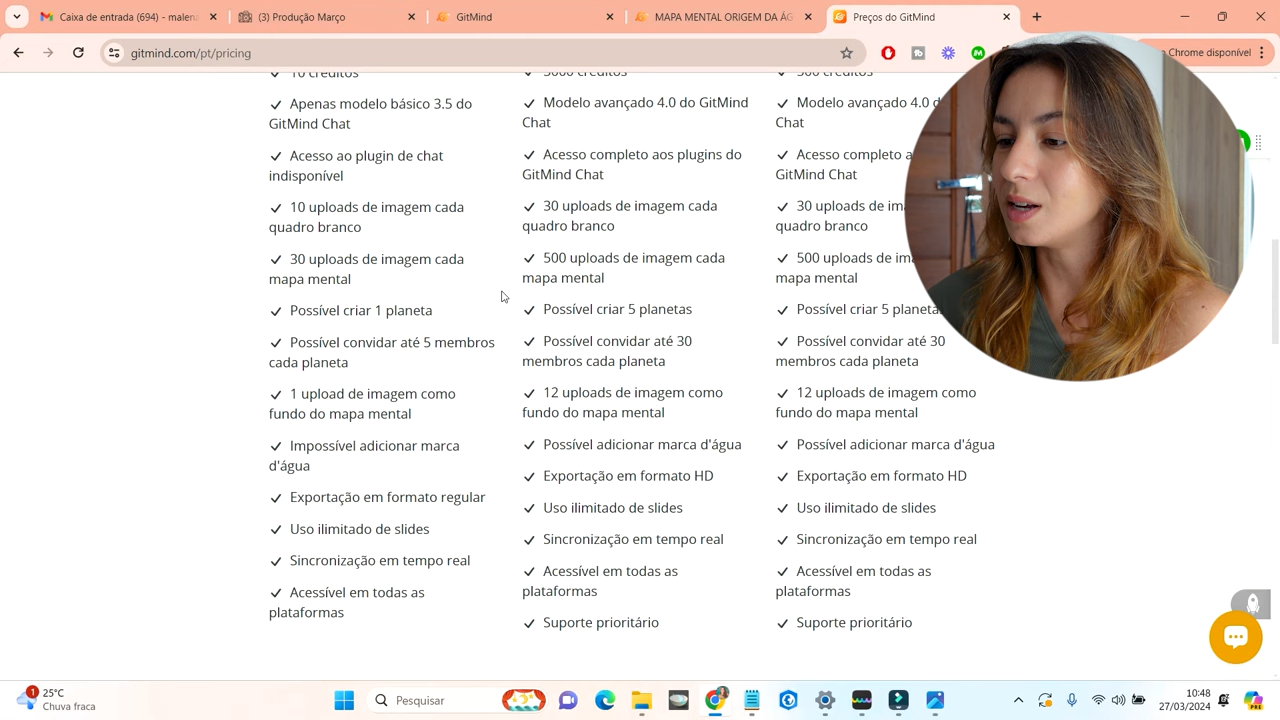 Caixa de entrada (694) - malena
(3) Produção Março
GitMind
MAPA MENTAL ORIGEM DA ÁG
Preços do GitMind
gitmind.com/pt/pricing
Chrome disponível
10 créditos
Apenas modelo básico 3.5 do
GitMind Chat
Acesso ao plugin de chat
indisponível
10 uploads de imagem cada
quadro branco
30 uploads de imagem cada
mapa mental
Possível criar 1 planeta
Possível convidar até 5 membros
cada planeta
1 upload de imagem como
fundo do mapa mental
Impossível adicionar marca
d'água
Exportação em formato regular
Uso ilimitado de slides
Sincronização em tempo real
Acessível em todas as
plataformas
3000 créditos
Modelo avançado 4.0 do GitMind
Chat
Acesso completo aos plugins do
GitMind Chat
30 uploads de imagem cada
quadro branco
500 uploads de imagem cada
mapa mental
Possível criar 5 planetas
Possível convidar até 30
membros cada planeta
12 uploads de imagem como
fundo do mapa mental
Possível adicionar marca d'água
Exportação em formato HD
Uso ilimitado de slides
Sincronização em tempo real
Acessível em todas as
plataformas
Suporte prioritário
500 créditos
Modelo avançado 4.0 d
Chat
Acesso completo a
GitMind Chat
30 uploads de im
quadro branco
500 uploads de im
mapa mental
Possível criar 5 planeta
Possível convidar até 30
membros cada planeta
12 uploads de imagem como
fundo do mapa mental
Possível adicionar marca d'água
Exportação em formato HD
Uso ilimitado de slides
Sincronização em tempo real
Acessível em todas as
plataformas
Suporte prioritário
1
25°C
Chuva fraca
Pesquisar
10:48
27/03/2024
PRE